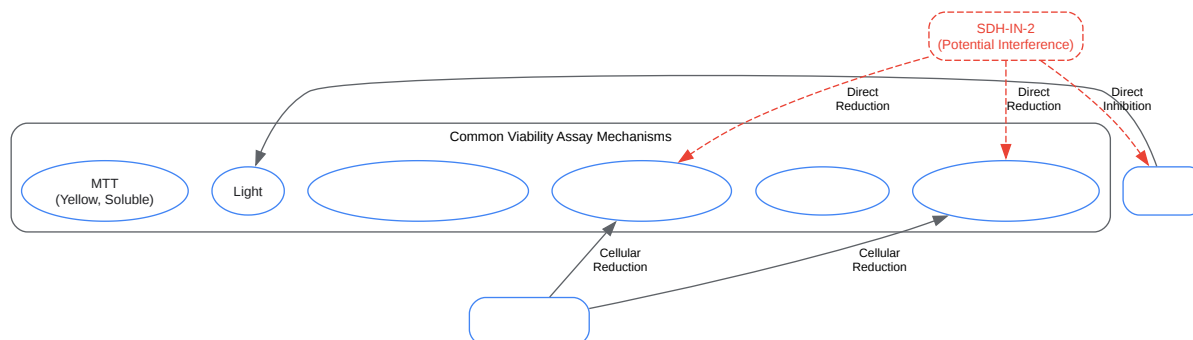 SDH-IN-2
(Potential Interference)
Direct
Reduction
Direct
Reduction
Direct
Inhibition
Common Viability Assay Mechanisms
MTT
(Yellow, Soluble)
Light
Cellular
Reduction
Cellular
Reduction